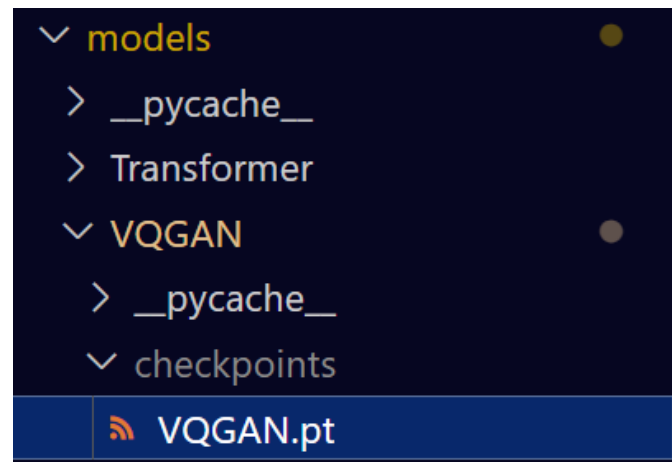 models
__pycache__
Transformer
VQGAN
__pycache__
checkpoints
VQGAN.pt